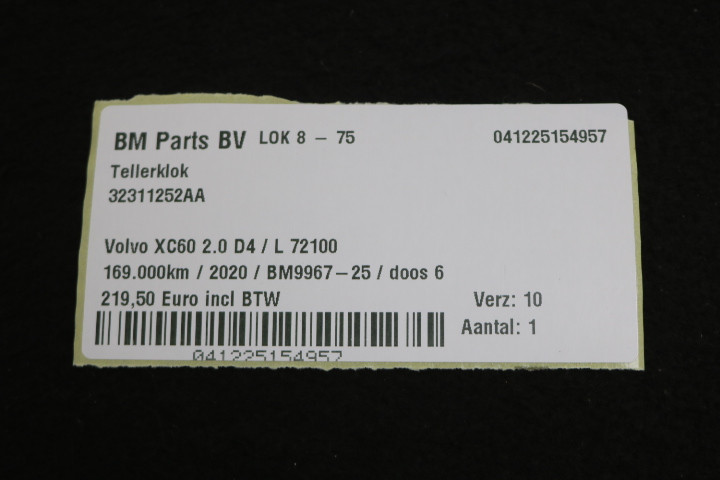 BM Parts BV LOK 8 - 75 041225154957
Tellerklok
32311252AA
Volvo XC60 2.0 D4 / L 72100
169.000km / 2020 / BM9967-25 / doos 6
219,50 Euro incl BTW Verz: 10
Aantal: 1
041225154957